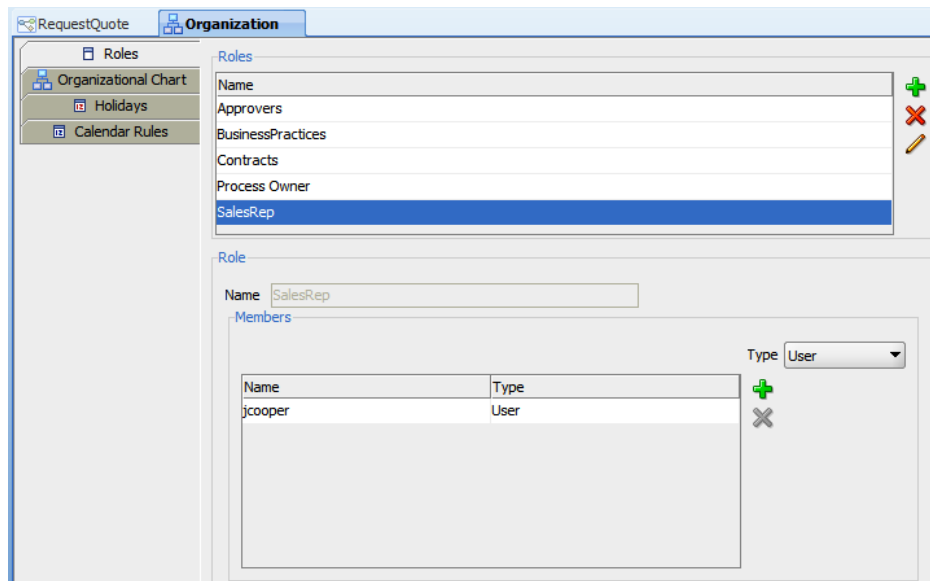 RequestQuote
Organization
Roles
Organizational Chart
Holidays
Calendar Rules
Roles
Name
Approvers
BusinessPractices
Contracts
Process Owner
SalesRep
Role
Name SalesRep
Members
Type User
Name Type
jcooper User